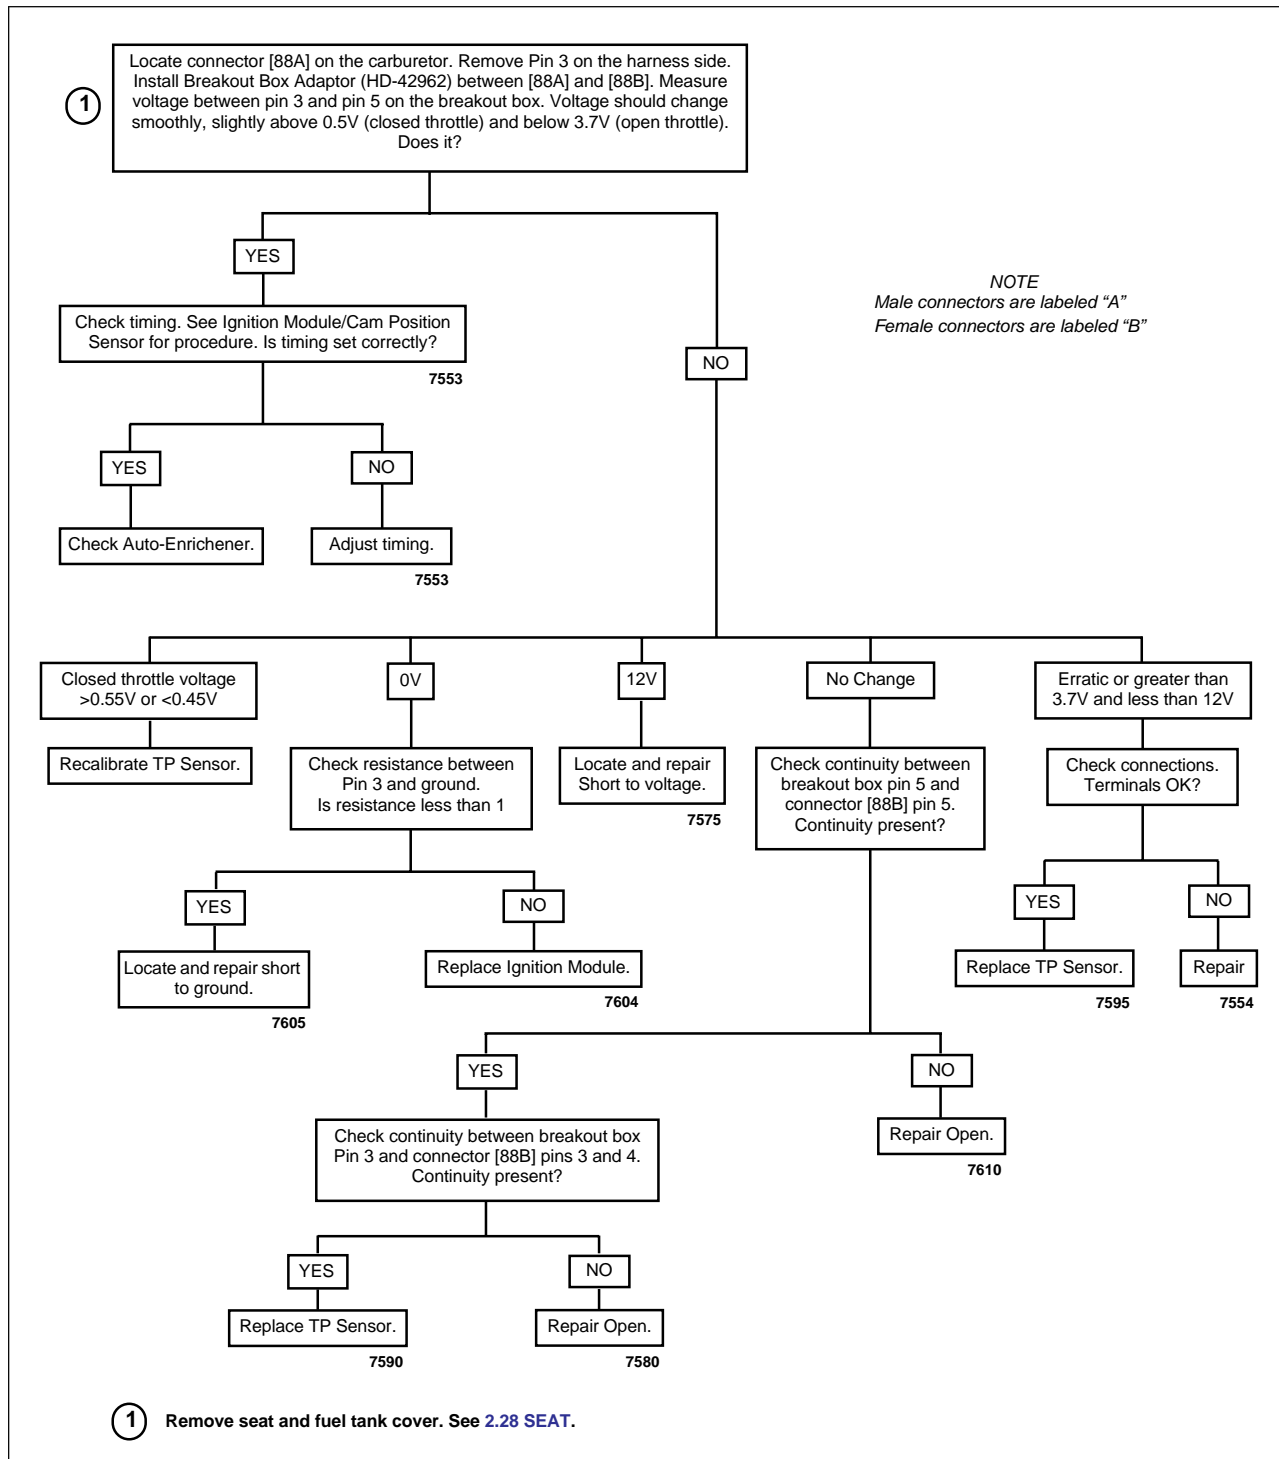 1
Locate connector [88A] on the carburetor. Remove Pin 3 on the harness side.
Install Breakout Box Adaptor (HD-42962) between [88A] and [88B]. Measure
voltage between pin 3 and pin 5 on the breakout box. Voltage should change
smoothly, slightly above 0.5V (closed throttle) and below 3.7V (open throttle).
Does it?
YES
NOTE
Male connectors are labeled “A”
Female connectors are labeled “B”
Check timing. See Ignition Module/Cam Position
Sensor for procedure. Is timing set correctly?
7553
NO
YES
NO
Check Auto-Enrichener.
Adjust timing.
7553
Closed throttle voltage
>0.55V or <0.45V
0V
12V
No Change
Erratic or greater than
3.7V and less than 12V
Recalibrate TP Sensor.
Check resistance between
Pin 3 and ground.
Is resistance less than 1
Locate and repair
Short to voltage.
7575
Check continuity between
breakout box pin 5 and
connector [88B] pin 5.
Continuity present?
Check connections.
Terminals OK?
YES
NO
YES
NO
Locate and repair short
to ground.
7605
Replace Ignition Module.
7604
Replace TP Sensor.
7595
Repair
7554
YES
NO
Check continuity between breakout box
Pin 3 and connector [88B] pins 3 and 4.
Continuity present?
Repair Open.
7610
YES
NO
Replace TP Sensor.
7590
Repair Open.
7580
1 Remove seat and fuel tank cover. See 2.28 SEAT.